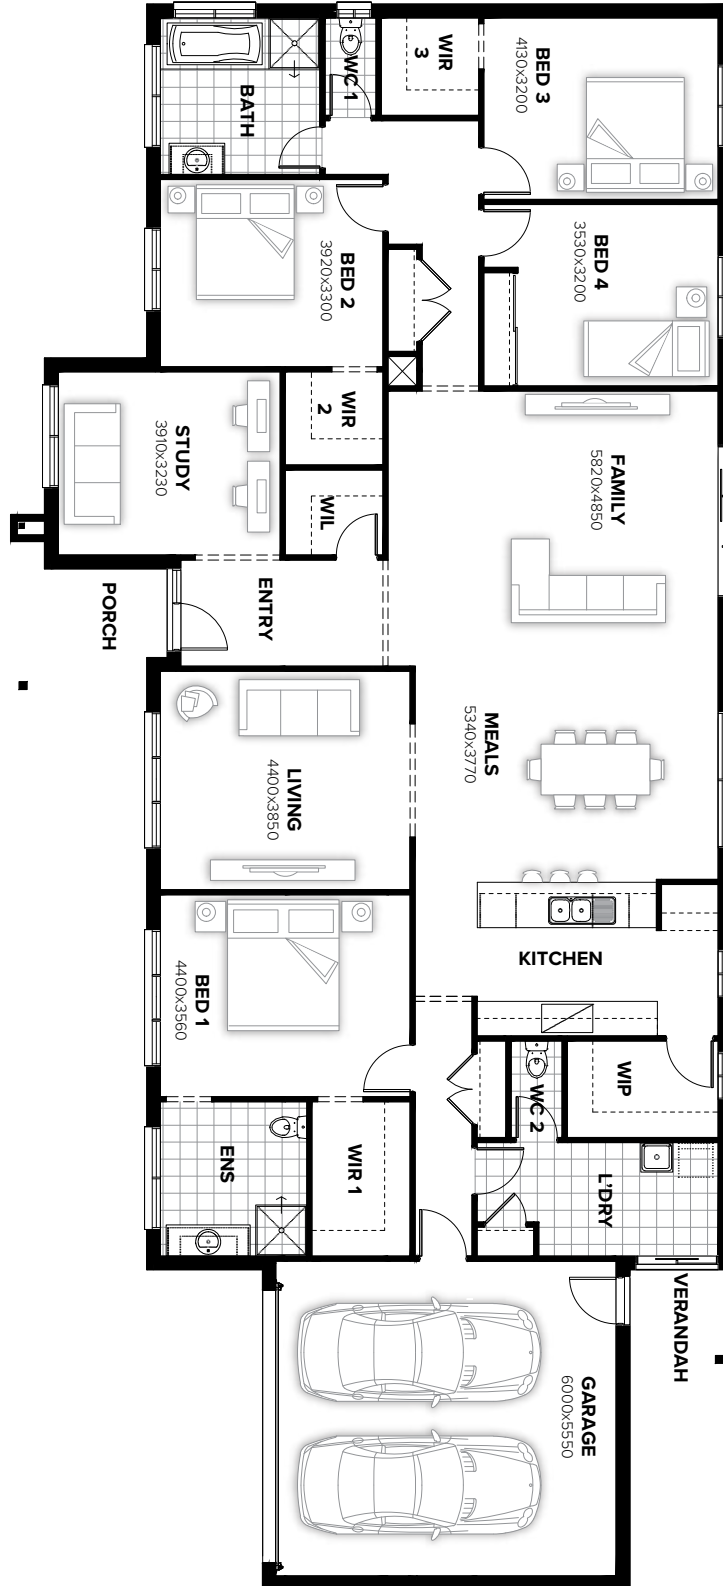 BED 3
4130x3200
WIR
3
WC 1
BATH
BED 4
3530x3200
BED 2
3920x3300
WIR
2
STUDY
3910x3230
WIL
FAMILY
5820x4850
ENTRY
PORCH
MEALS
5340x3770
LIVING
4400x3850
KITCHEN
BED 1
4400x3560
WIP
WC 2
ENS
WIR 1
L'DRY
VERANDAH
GARAGE
6000x5550